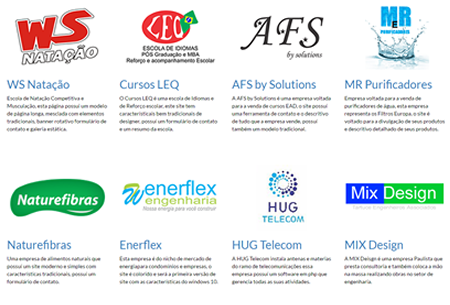 WS
NATAÇÃO
LEQ
ESCOLA DE IDIOMAS
PÓS Graduação e MBA
Reforço e acompanhamento Escolar
AFS
by solutions
MR
PURIFICADORES
WS Natação
Cursos LEQ
AFS by Solutions
MR Purificadores
Escola de Natação Competitiva e
Musculação, esta página possui um modelo
de página longa, mesclada com elementos
tradicionais, banner rotativo formulário de
contato e galeria estática.
O Cursos LEQ é uma escola de Idiomas e
de Reforço escolar, este site tem
caracteristicas bem tradicionais de
designer, possui um formulário de contato
e um resumo da escola.
A AFS by Solutions é uma empresa voltada
para a venda de cursos EAD, o site possui
uma ferramenta de contato e o descritivo
de tudo que a empresa vende, possui
também um modelo tradicional.
Empresa voltada para a venda de
purificadores de água, esta empresa
representa os Filtros Europa, o site é
voltado para a divulgação de seus produtos
e descritivo detalhado de seus produtos.
Naturefibras
enerflex
engenharia
Nossa energia para você construir
HUG
TELECOM
Mix Design
Naturefibras
Enerflex
HUG Telecom
MIX Design
Uma empresa de alimentos naturais que
possui um site moderno e simples com
características tradicionais, possui um
formulário de contato.
Esta empresa é do nicho de mercado de
energia para condomínios e empresas, o
site é colorido e será a primeira versão de
site com as características do windows 10.
A HUG Telecom instala antenas e materias
do ramo de telecomunicações essa
empresa possui um software em php que
gerencia todas as suas atividades.
A MIX Design é uma empresa Paulista que
presta consultoria e também coloca a mão
na massa realizando obras no setor de
engenharia.